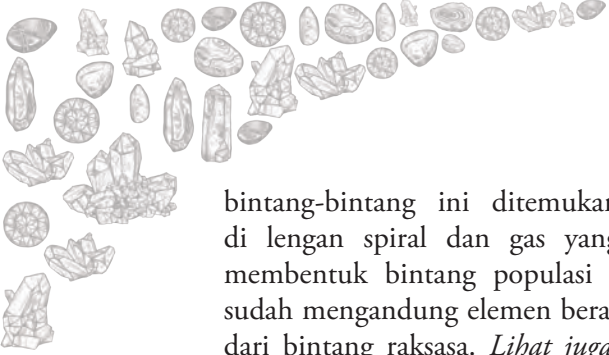 bintang-bintang ini ditemukan
di lengan spiral dan gas yang
membentuk bintang populasi
sudah mengandung elemen
dari bintang raksasa. Lihat juga